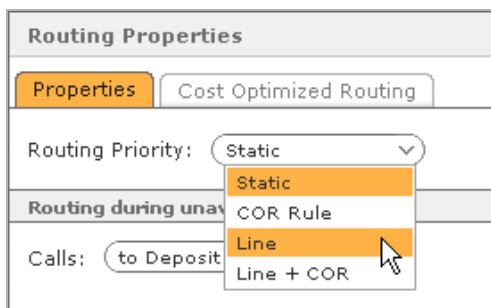 Routing Properties
Properties
Cost Optimized Routing
Routing Priority: Static
Static
COR Rule
Line
Line + COR
Routing during
Calls: to Deposit